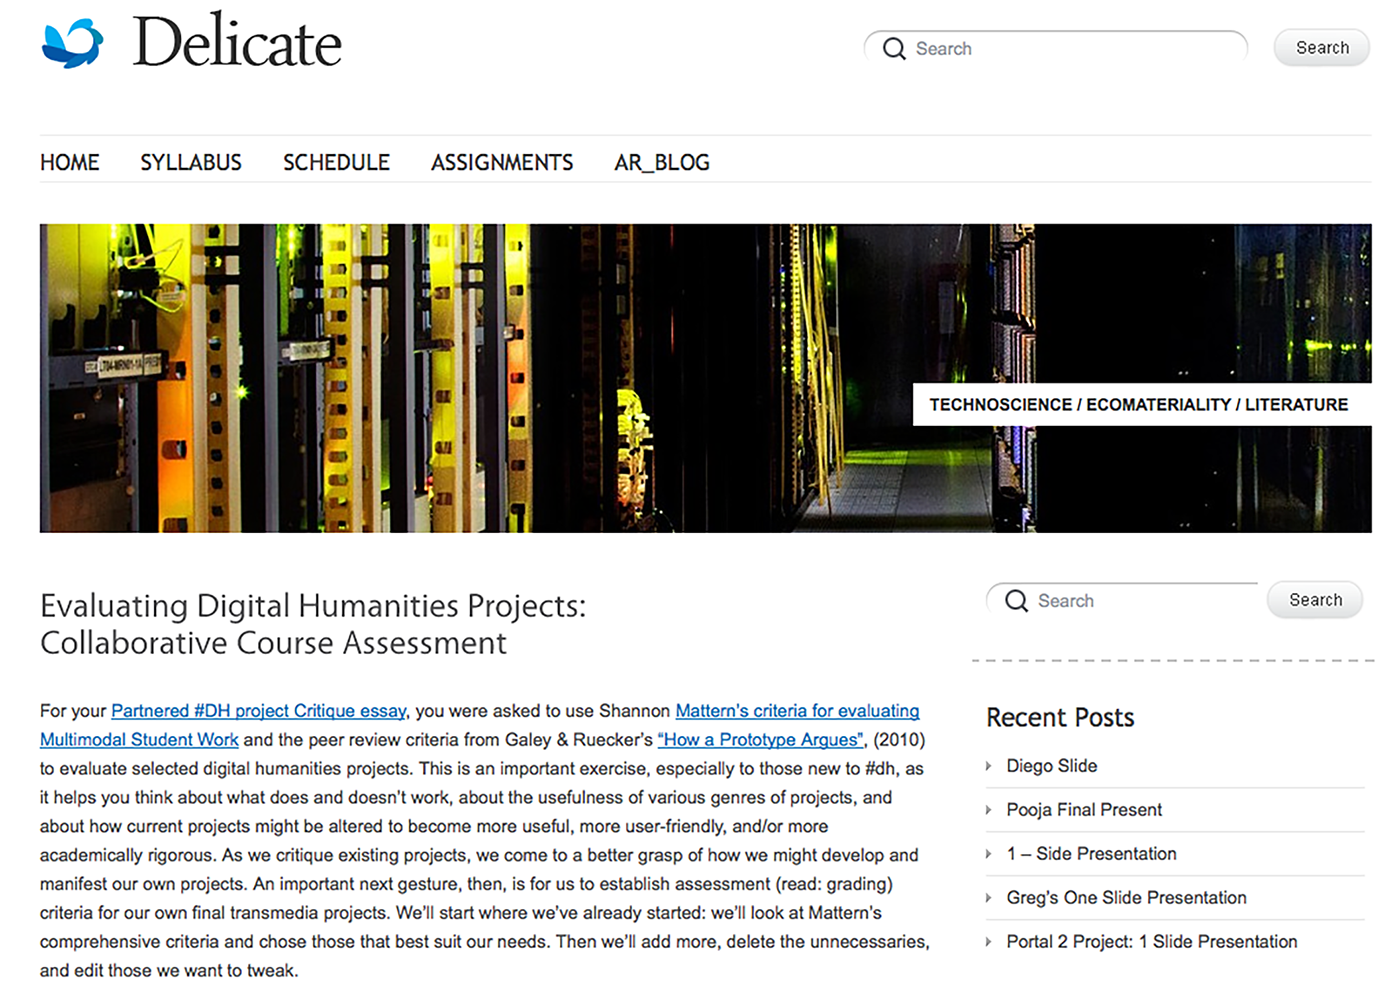 Delicate
Search
Search
HOME
SYLLABUS
SCHEDULE
ASSIGNMENTS
AR_BLOG
TECHNOSCIENCE / ECOMATERIALITY / LITERATURE
Evaluating Digital Humanities Projects:
Collaborative Course Assessment
For your Partnered #DH project Critique essay, you were asked to use Shannon Mattern's criteria for evaluating
Multimodal Student Work and the peer review criteria from Galey & Ruecker's “How a Prototype Argues”, (2010)
to evaluate selected digital humanities projects. This is an important exercise, especially to those new to #dh, as
it helps you think about what does and doesn't work, about the usefulness of various genres of projects, and
about how current projects might be altered to become more useful, more user-friendly, and/or more
academically rigorous. As we critique existing projects, we come to a better grasp of how we might develop and
manifest our own projects. An important next gesture, then, is for us to establish assessment (read: grading)
criteria for our own final transmedia projects. We'll start where we've already started: we'll look at Mattern's
comprehensive criteria and chose those that best suit our needs. Then we'll add more, delete the unnecessaries,
and edit those we want to tweak.
Search
Search
Recent Posts
Diego Slide
Pooja Final Present
1 – Side Presentation
Greg's One Slide Presentation
Portal 2 Project: 1 Slide Presentation